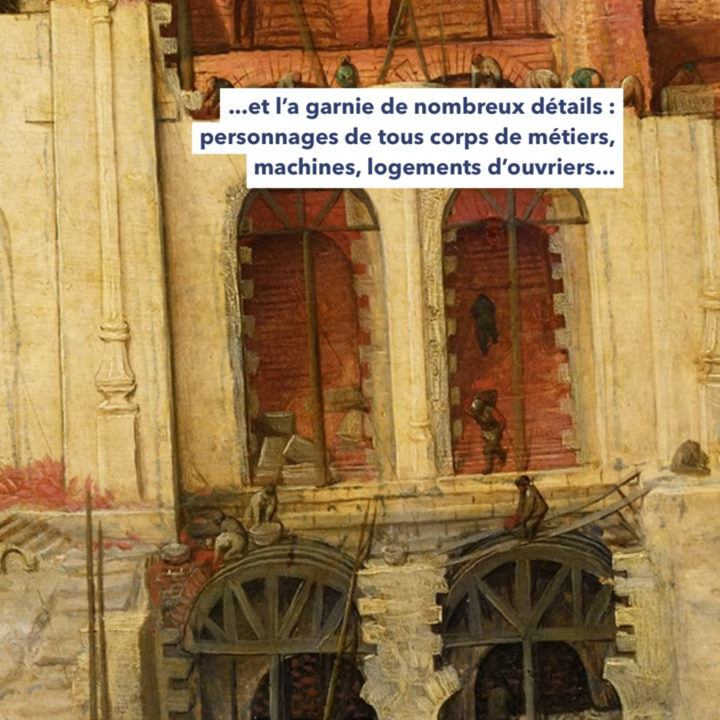 ...et l’a garnie de nombreux détails :
personnages de tous corps de métiers,
machines, logements d’ouvriers...